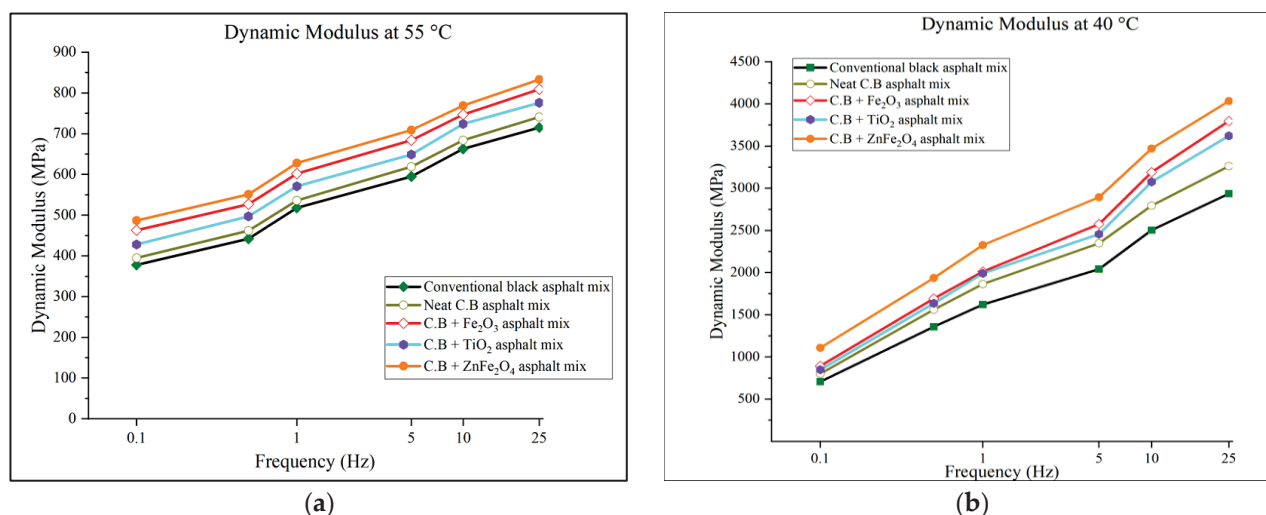 Dynamic Modulus at 55 °C
900
800
700
600
500
400
300
200
100
0
Dynamic Modulus (MPa)
Conventional black asphalt mix
Neat C.B asphalt mix
C.B + Fe₂O₃ asphalt mix
C.B + TiO₂ asphalt mix
C.B + ZnFe₂O₄ asphalt mix
0.1
1
5
10
25
Frequency (Hz)
(a)
Dynamic Modulus at 40 °C
4500
4000
3500
3000
2500
2000
1500
1000
500
Dynamic Modulus (MPa)
Conventional black asphalt mix
Neat C.B asphalt mix
C.B + Fe₂O₃ asphalt mix
C.B + TiO₂ asphalt mix
C.B + ZnFe₂O₄ asphalt mix
0.1
1
5
10
25
Frequency (Hz)
(b)